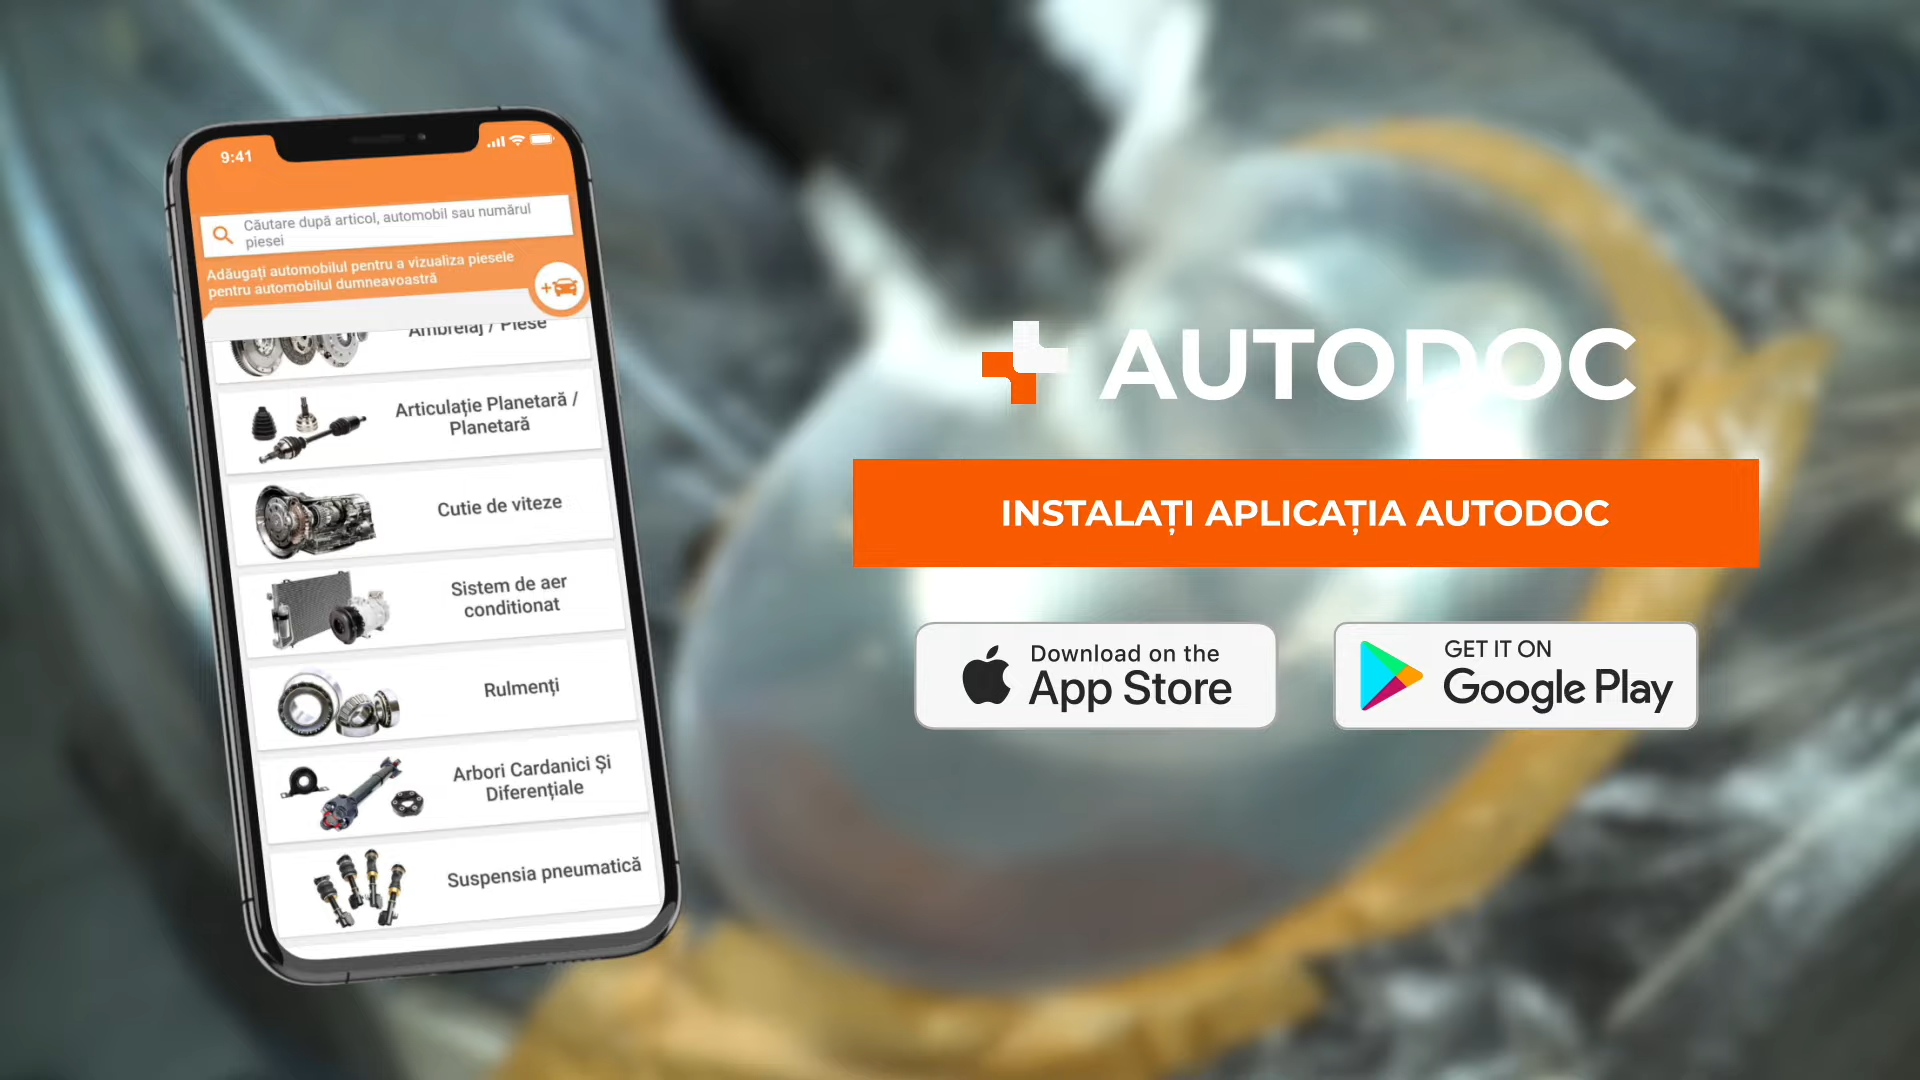 9:41
Căutare după articol, automobil sau numărul
piesei
Adăugați automobilul pentru a vizualiza piesele
pentru automobilul dumneavoastră
Ambreiaj / Piese
Articulație Planetară /
Planetară
Cutie de viteze
Sistem de aer
conditionat
Rulmenți
Arbori Cardanici Și
Diferențiale
Suspensia pneumatică
AUTODOC
INSTALAȚI APLICAȚIA AUTODOC
Download on the
App Store
GET IT ON
Google Play